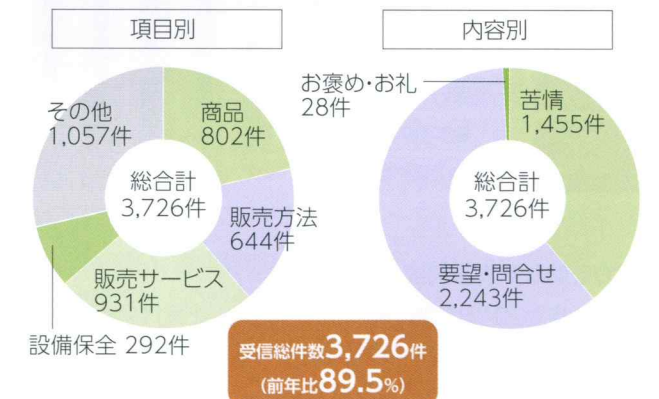 項目別
その他
1,057件
商品
802件
総合計
3,726件
販売方法
644件
販売サービス
931件
設備保全 292件
内容別
お褒め・お礼
28件
苦情
1,455件
総合計
3,726件
要望・問合せ
2,243件
受信総件数3,726件
(前年比89.5%)